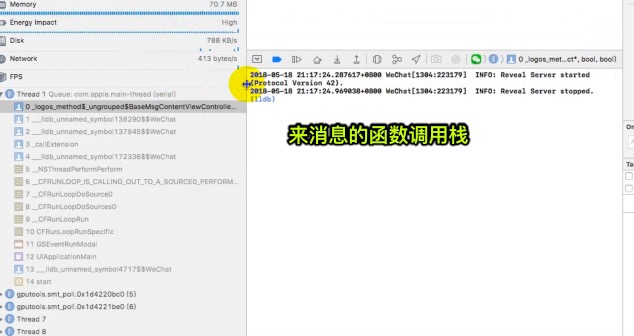 Memory
70.7 MB
Energy Impact
High
Disk
788 KB/s
Network
413 bytes/s
FPS
Thread 1 Queue: com.apple.main-thread (serial)
0 _logos_method$_ungrouped$BaseMsgContentViewControlle...
1 ___lldb_unnamed_symbol138290$$WeChat
2 ___lldb_unnamed_symbol137945$$WeChat
3 _callExtension
4 ___lldb_unnamed_symbol172336$$WeChat
5 __NSThreadPerformPerform
6 __CFRUNLOOP_IS_CALLING_OUT_TO_A_SOURCE0_PERFORM...
7 __CFRunLoopDoSource0
8 __CFRunLoopDoSources0
9 __CFRunLoopRun
10 CFRunLoopRunSpecific
11 GSEventRunModal
12 UIApplicationMain
13 ___lldb_unnamed_symbol4717$$WeChat
14 start
gputools.smt_poll.0x1d4220bc0 (5)
gputools.smt_poll.0x1d4221be0 (6)
Thread 7
Thread 8
0 _logos_met...ct*, bool, bool)
2018-05-18 21:17:24.287617+0800 WeChat[1304:223179] INFO: Reveal Server started
(Protocol Version 42).
2018-05-18 21:17:24.969038+0800 WeChat[1304:223179] INFO: Reveal Server stopped.
(lldb)
来消息的函数调用栈
On
Ta